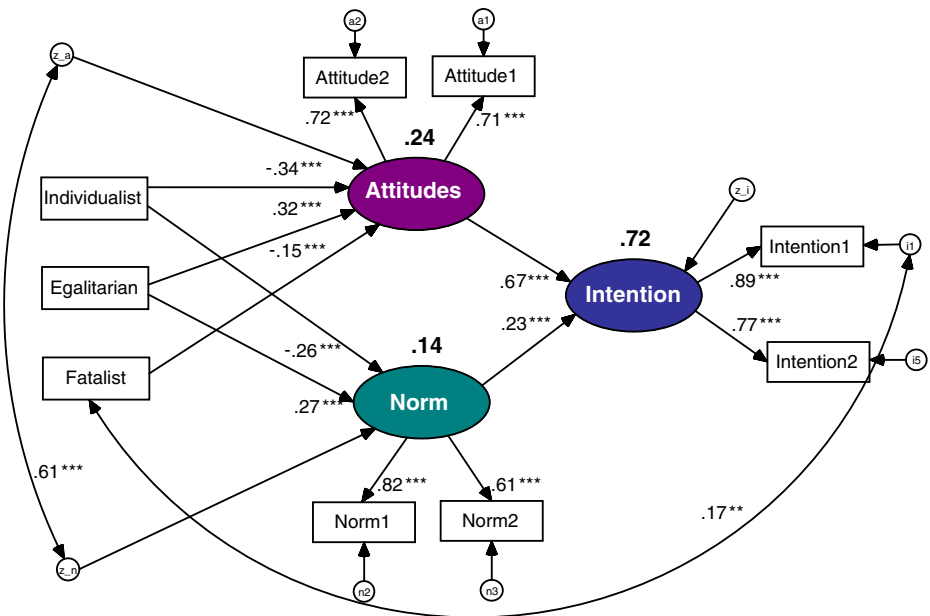 a2
a1
z_a
Attitude2
Attitude1
.72***
.71***
.24
-.34***
Attitudes
Individualist
.32***
z_i
-.15***
.72
Intention1
i1
.67***
.89***
Egalitarian
Intention
.23***
.77***
-.26***
.14
Intention2
i5
Fatalist
.27***
Norm
.61***
.82***
.61***
Norm1
Norm2
.17**
z_n
n2
n3